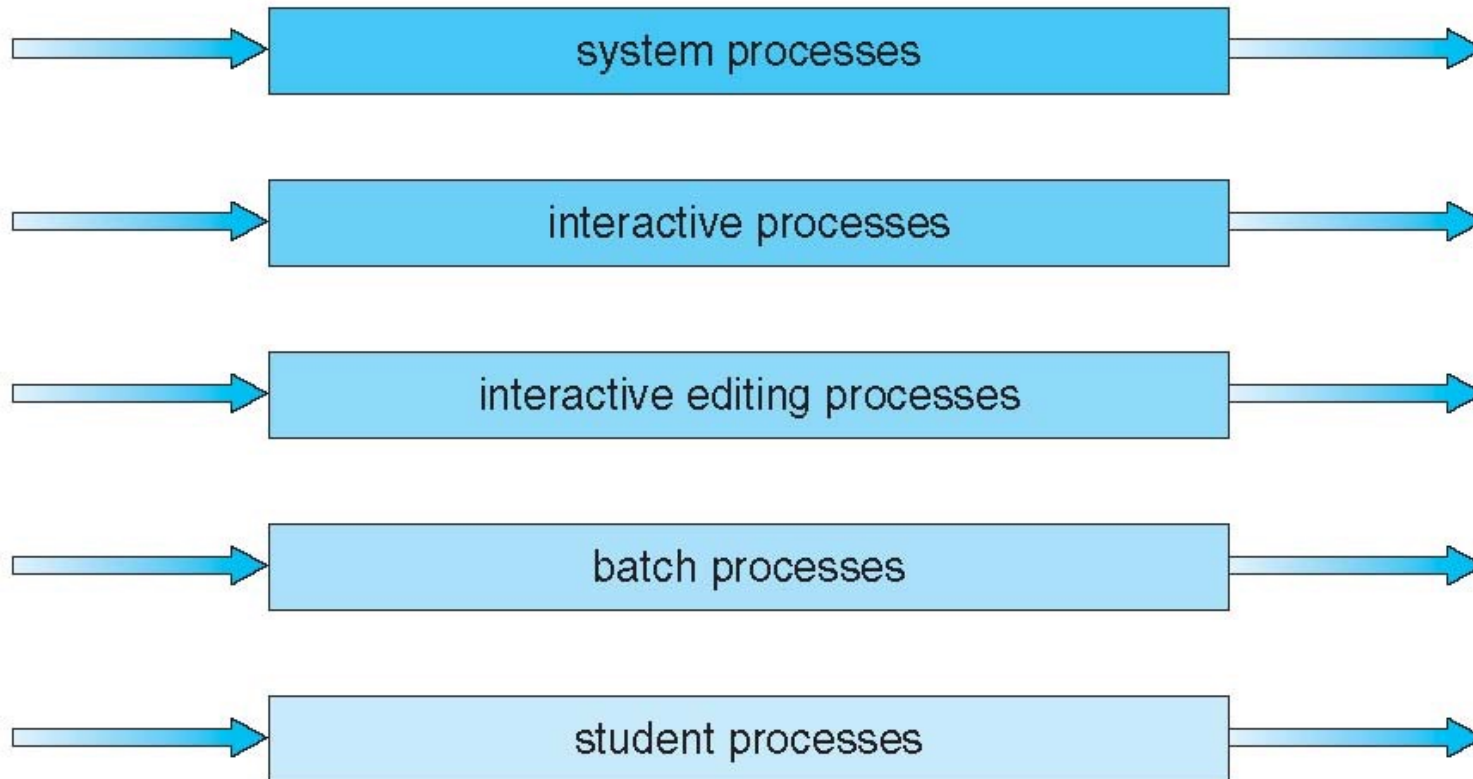 system processes
interactive processes
interactive editing processes
batch processes
student processes